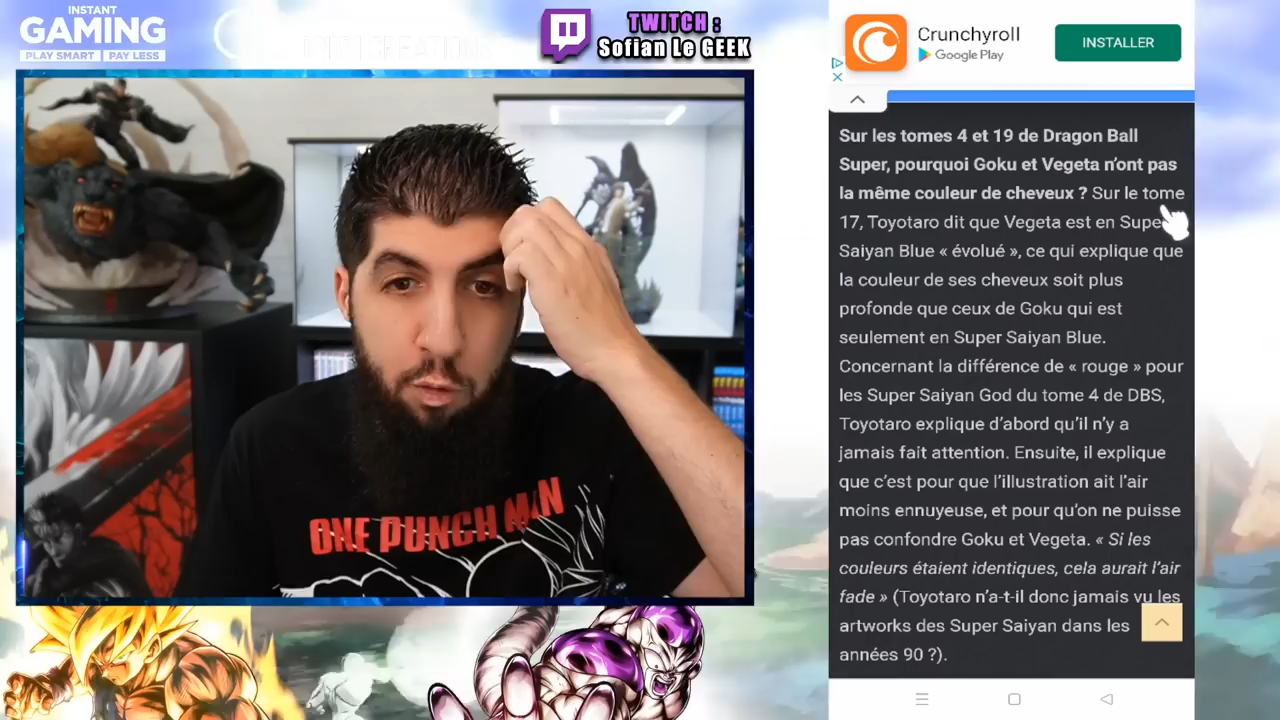 INSTANT
GAMING
PLAY SMART | PAY LESS
TWITCH :
Sofian Le GEEK
ONE PUNCH MAN
Crunchyroll
Google Play
INSTALLER
Sur les tomes 4 et 19 de Dragon Ball
Super, pourquoi Goku et Vegeta n'ont pas
la même couleur de cheveux ? Sur le tome
17, Toyotaro dit que Vegeta est en Super
Saiyan Blue « évolué », ce qui explique que
la couleur de ses cheveux soit plus
profonde que ceux de Goku qui est
seulement en Super Saiyan Blue.
Concernant la différence de « rouge » pour
les Super Saiyan God du tome 4 de DBS,
Toyotaro explique d'abord qu'il n'y a
jamais fait attention. Ensuite, il explique
que c'est pour que l'illustration ait l'air
moins ennuyeuse, et pour qu'on ne puisse
pas confondre Goku et Vegeta. « Si les
couleurs étaient identiques, cela aurait l'air
fade » (Toyotaro n'a-t-il donc jamais vu les
artworks des Super Saiyan dans les
années 90 ?).